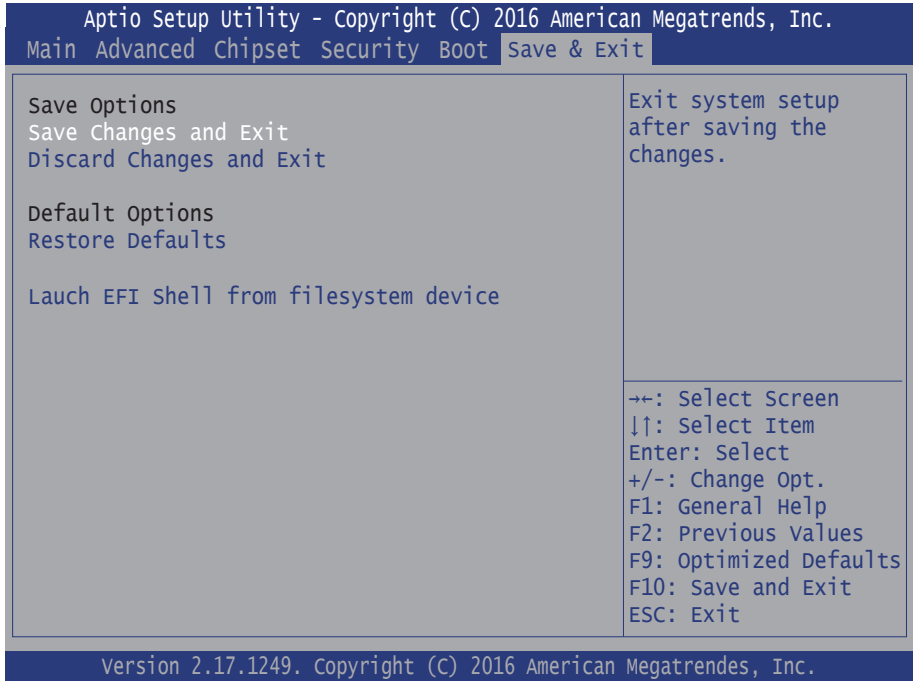 Aptio Setup Utility - Copyright (C) 2016 American Megatrends, Inc.
Main Advanced Chipset Security Boot Save & Exit
Save Options
Save Changes and Exit
Discard Changes and Exit
Default Options
Restore Defaults
Lauch EFI Shell from filesystem device
Exit system setup
after saving the
changes.
→←: Select Screen
↓↑: Select Item
Enter: Select
+/-: Change Opt.
F1: General Help
F2: Previous Values
F9: Optimized Defaults
F10: Save and Exit
ESC: Exit
Version 2.17.1249. Copyright (C) 2016 American Megatrendes, Inc.